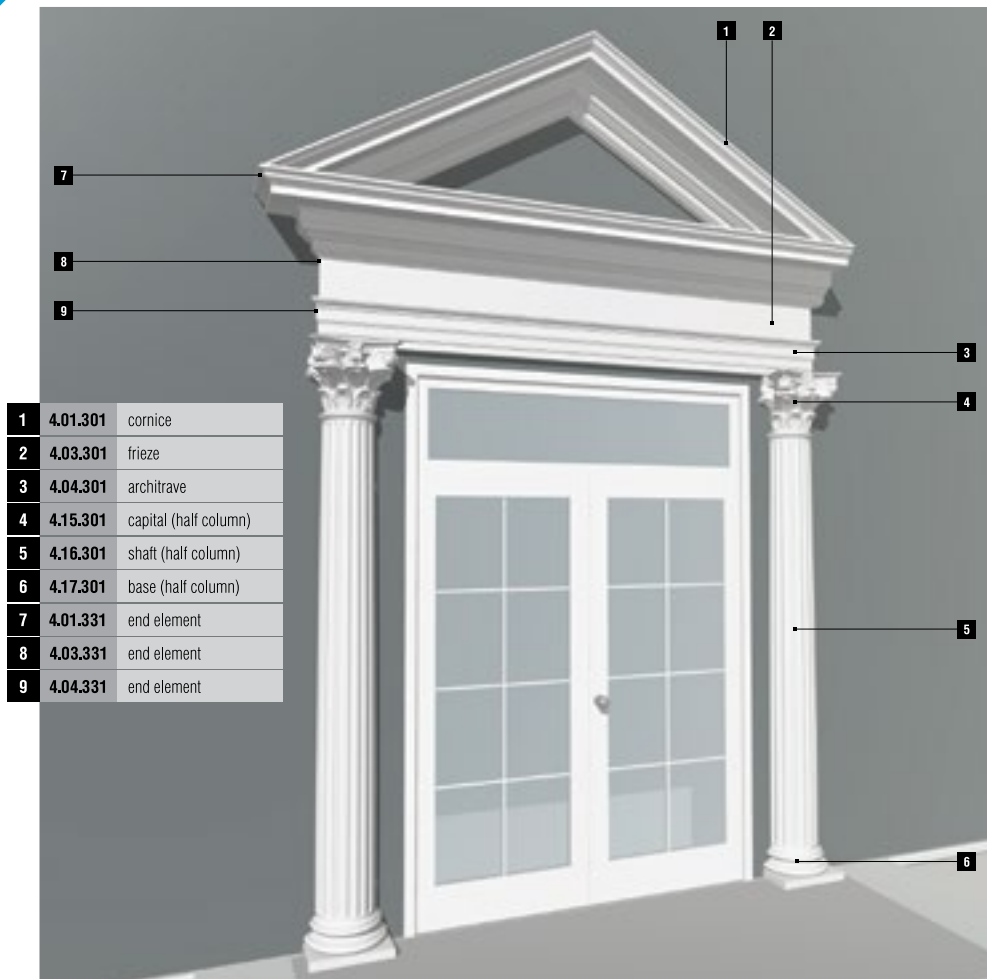 1 2
7
8
9
3
4
1 4.01.301 cornice
2 4.03.301 frieze
3 4.04.301 architrave
4 4.15.301 capital (half column)
5 4.16.301 shaft (half column)
6 4.17.301 base (half column)
7 4.01.331 end element
8 4.03.331 end element
9 4.04.331 end element
5
6